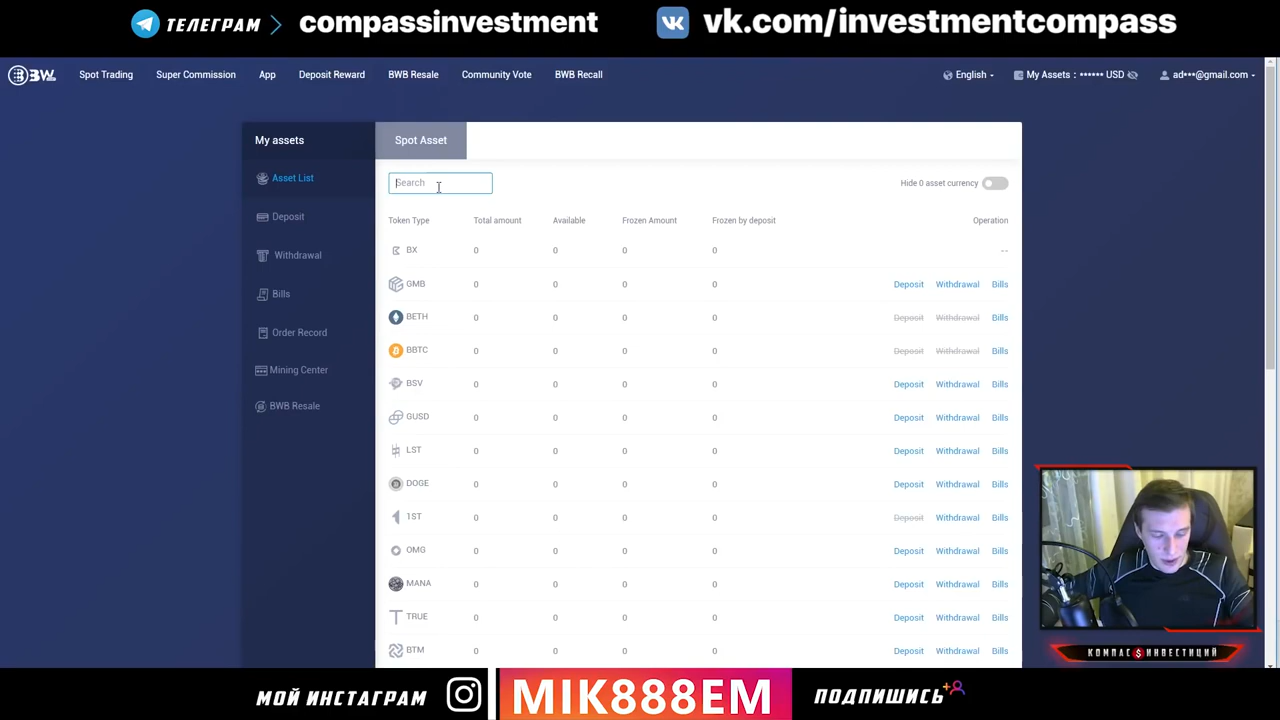 ТЕЛЕГРАМ > compassinvestment
vk.com/investmentcompass
BW Spot Trading Super Commission App Deposit Reward BWB Resale Community Vote BWB Recall English My Assets : ****** USD ad***@gmail.com
My assets
Spot Asset
Asset List
Deposit
Withdrawal
Bills
Order Record
Mining Center
BWB Resale
Search
Hide 0 asset currency
Token Type Total amount Available Frozen Amount Frozen by deposit Operation
BX 0 0 0 0 --
GMB 0 0 0 0 Deposit Withdrawal Bills
BETH 0 0 0 0 Deposit Withdrawal Bills
BBTC 0 0 0 0 Deposit Withdrawal Bills
BSV 0 0 0 0 Deposit Withdrawal Bills
GUSD 0 0 0 0 Deposit Withdrawal Bills
LST 0 0 0 0 Deposit Withdrawal Bills
DOGE 0 0 0 0 Deposit Withdrawal Bills
1ST 0 0 0 0 Deposit Withdrawal Bills
OMG 0 0 0 0 Deposit Withdrawal Bills
MANA 0 0 0 0 Deposit Withdrawal Bills
TRUE 0 0 0 0 Deposit Withdrawal Bills
BTM 0 0 0 0 Deposit Withdrawal Bills
КОМПАС $ ИНВЕСТИЦИЙ
МОЙ ИНСТАГРАМ
MIK888EM
ПОДПИШИСЬ